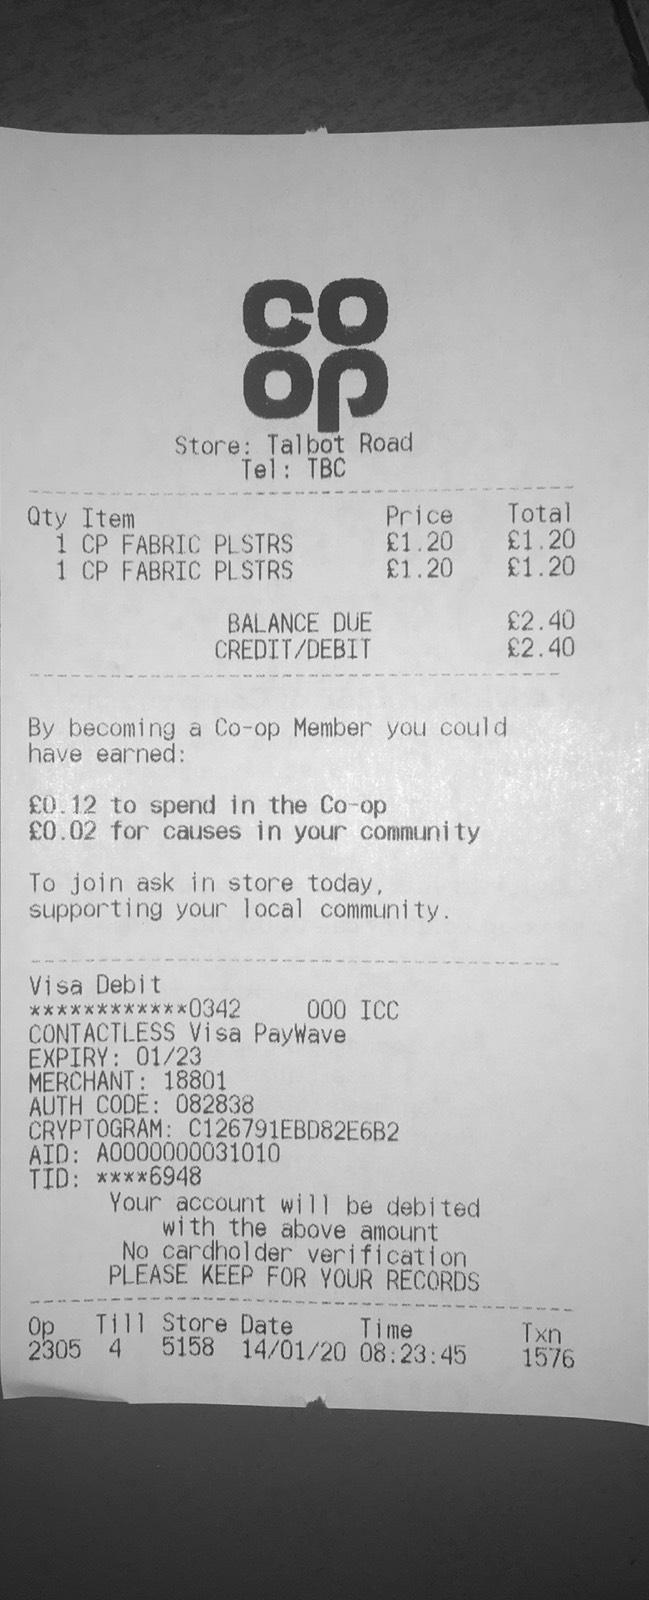 co
op
Store: Talbot Road
Tel: TBC
Qty Item Price Total
1 CP FABRIC PLSTRS £1.20 £1.20
1 CP FABRIC PLSTRS £1.20 £1.20
BALANCE DUE £2.40
CREDIT/DEBIT £2.40
By becoming a Co-op Member you could
have earned:
£0.12 to spend in the Co-op
£0.02 for causes in your community
To join ask in store today,
supporting your local community.
Visa Debit
************0342 000 ICC
CONTACTLESS Visa PayWave
EXPIRY: 01/23
MERCHANT: 18801
AUTH CODE: 082838
CRYPTOGRAM: C126791EBD82E6B2
AID: A0000000031010
TID: ****6948
Your account will be debited
with the above amount
No cardholder verification
PLEASE KEEP FOR YOUR RECORDS
Op Till Store Date Time Txn
2305 4 5158 14/01/20 08:23:45 1576